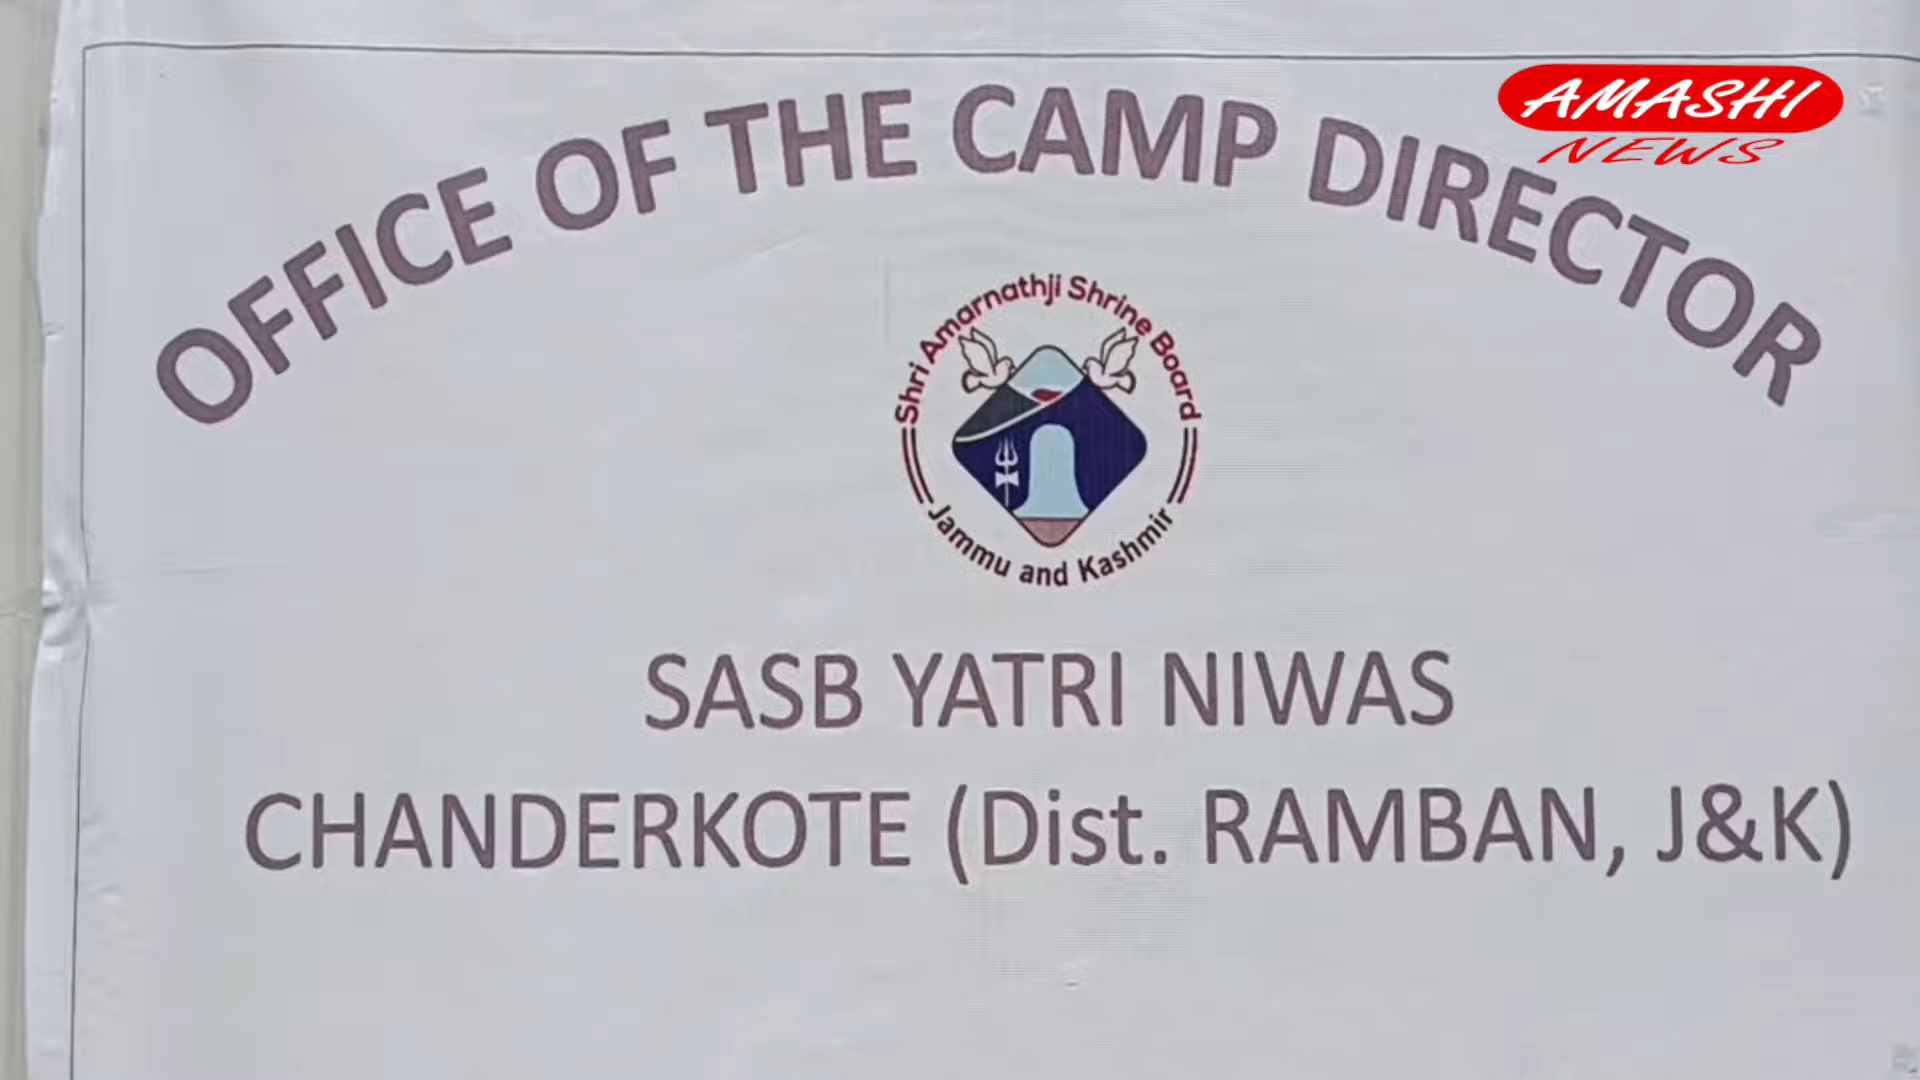 OFFICE OF THE CAMP DIRECTOR
AMASHI
NEWS
Shri Amarnathji Shrine Board
Jammu and Kashmir
SASB YATRI NIWAS
CHANDERKOTE (Dist. RAMBAN, J&K)